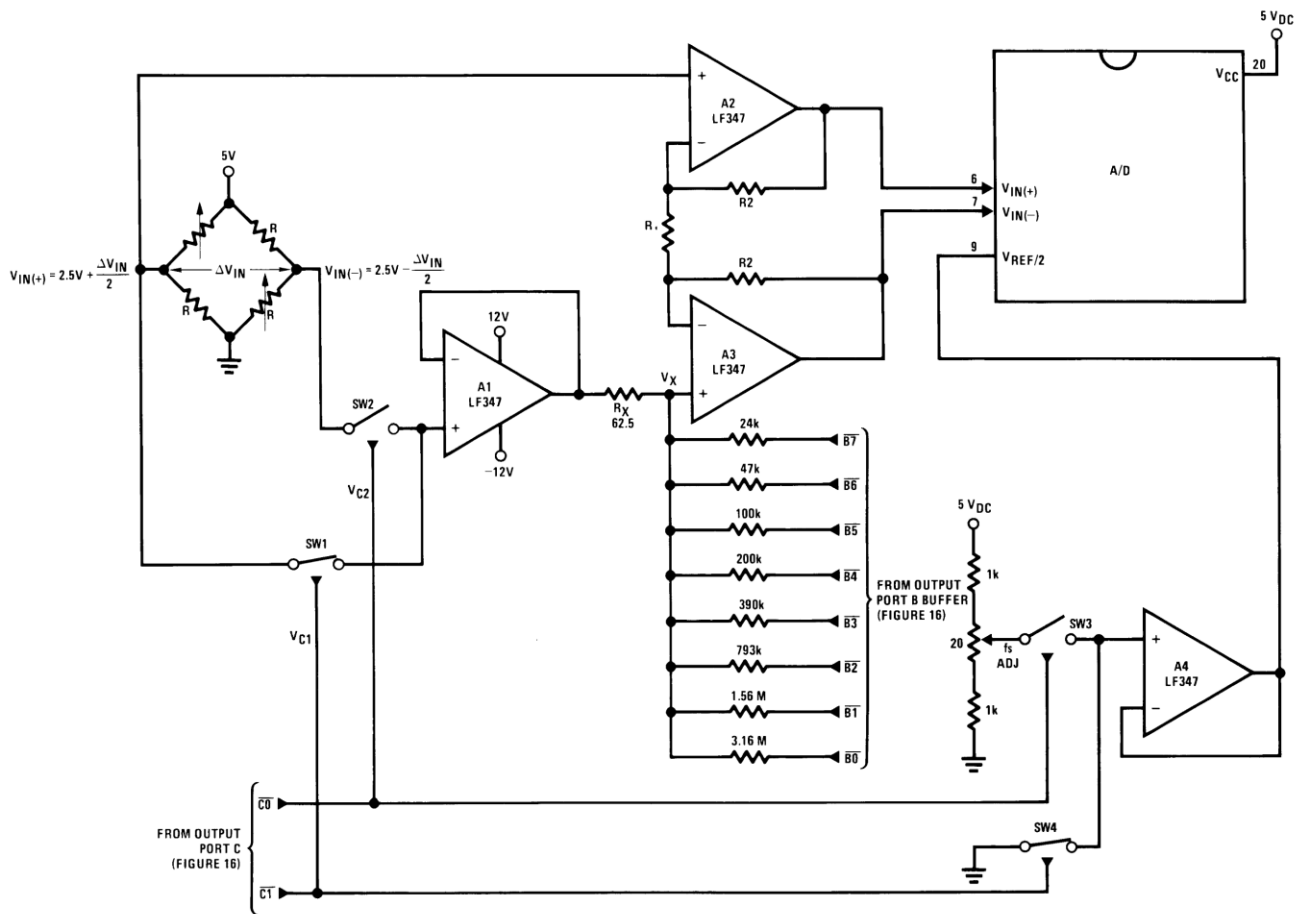 5 VDC
20
VCC
A/D
6
VIN(+)
7
VIN(−)
9
VREF/2
+
A2
LF347
−
R2
R
R2
−
A3
LF347
+
VX
5V
R
R
R
ΔVIN
VIN(+) = 2.5V + ΔVIN/2
VIN(−) = 2.5V − ΔVIN/2
12V
−
A1
LF347
+
−12V
RX
62.5
SW2
VC2
SW1
VC1
24k
B7
47k
B6
100k
B5
200k
B4
390k
B3
793k
B2
1.56 M
B1
3.16 M
B0
FROM OUTPUT
PORT B BUFFER
(FIGURE 16)
5 VDC
1k
20
fs
ADJ
1k
SW3
+
A4
LF347
−
SW4
FROM OUTPUT
PORT C
(FIGURE 16)
C0
C1